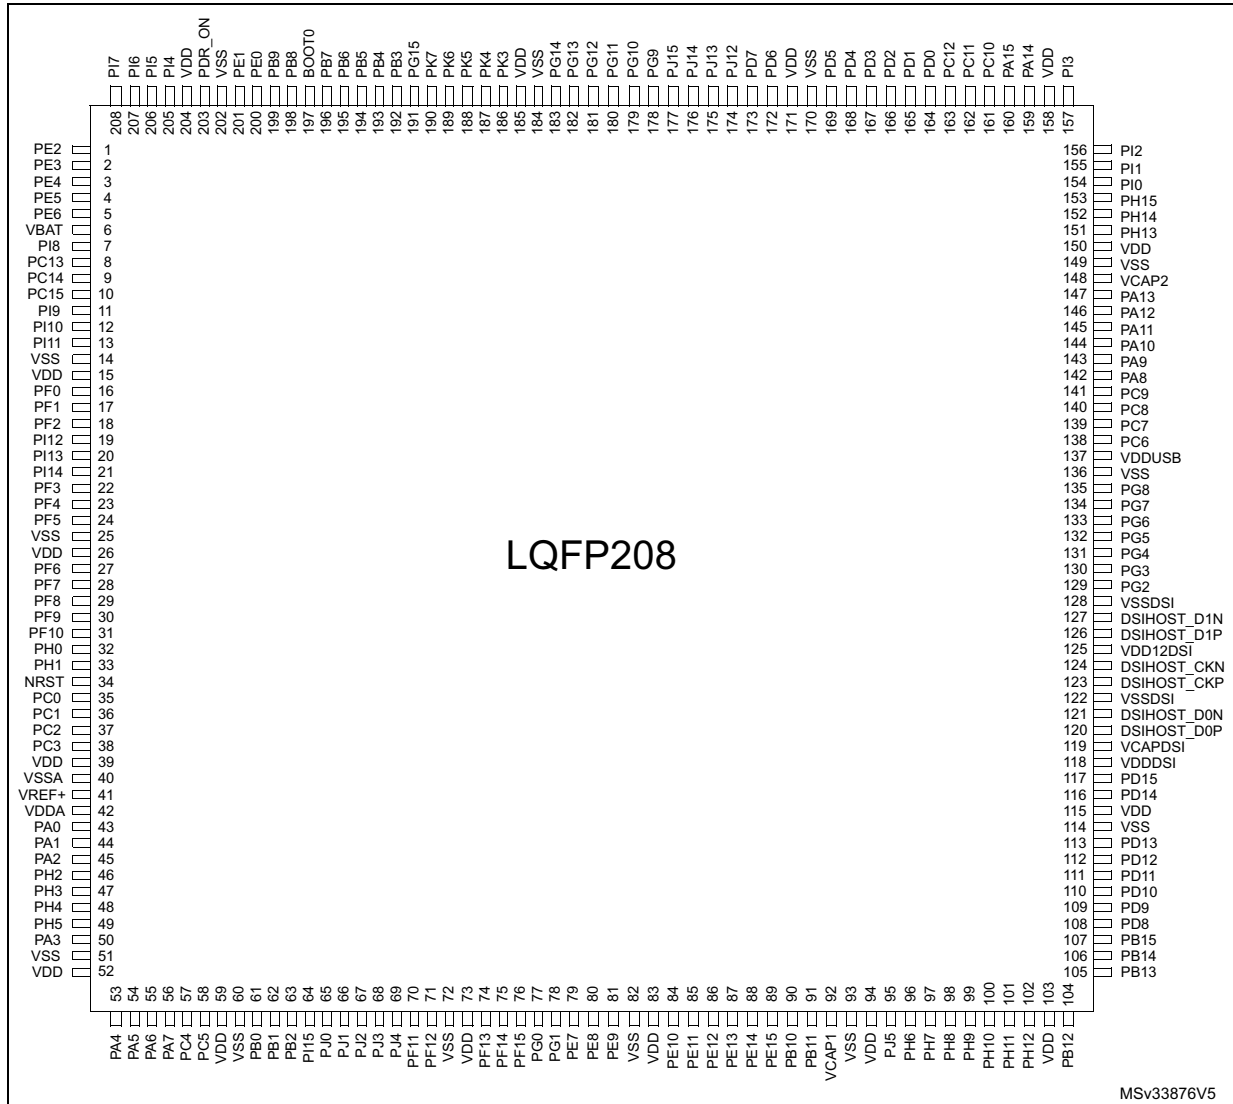 PI7 PI6 PI5 PI4 VDD PDR_ON VSS PE1 PE0 PB9 PB8 BOOT0 PB7 PB6 PB5 PB4 PB3 PG15 PK7 PK6 PK5 PK4 PK3 VDD VSS PG14 PG13 PG12 PG11 PG10 PG9 PJ15 PJ14 PJ13 PJ12 PD7 PD6 VDD VSS PD5 PD4 PD3 PD2 PD1 PD0 PC12 PC11 PC10 PA15 PA14 VDD PI3
208 207 206 205 204 203 202 201 200 199 198 197 196 195 194 193 192 191 190 189 188 187 186 185 184 183 182 181 180 179 178 177 176 175 174 173 172 171 170 169 168 167 166 165 164 163 162 161 160 159 158 157
PE2 1 156 PI2
PE3 2 155 PI1
PE4 3 154 PI0
PE5 4 153 PH15
PE6 5 152 PH14
VBAT 6 151 PH13
PI8 7 150 VDD
PC13 8 149 VSS
PC14 9 148 VCAP2
PC15 10 147 PA13
PI9 11 146 PA12
PI10 12 145 PA11
PI11 13 144 PA10
VSS 14 143 PA9
VDD 15 142 PA8
PF0 16 141 PC9
PF1 17 140 PC8
PF2 18 139 PC7
PI12 19 138 PC6
PI13 20 137 VDDUSB
PI14 21 136 VSS
PF3 22 135 PG8
PF4 23 134 PG7
PF5 24 133 PG6
VSS 25 132 PG5
VDD 26 131 PG4
PF6 27 130 PG3
PF7 28 129 PG2
PF8 29 128 VSSDSI
PF9 30 127 DSIHOST_D1N
PF10 31 126 DSIHOST_D1P
PH0 32 125 VDD12DSI
PH1 33 124 DSIHOST_CKN
NRST 34 123 DSIHOST_CKP
PC0 35 122 VSSDSI
PC1 36 121 DSIHOST_D0N
PC2 37 120 DSIHOST_D0P
PC3 38 119 VCAPDSI
VDD 39 118 VDDDSI
VSSA 40 117 PD15
VREF+ 41 116 PD14
VDDA 42 115 VDD
PA0 43 114 VSS
PA1 44 113 PD13
PA2 45 112 PD12
PH2 46 111 PD11
PH3 47 110 PD10
PH4 48 109 PD9
PH5 49 108 PD8
PA3 50 107 PB15
VSS 51 106 PB14
VDD 52 105 PB13
LQFP208
53 54 55 56 57 58 59 60 61 62 63 64 65 66 67 68 69 70 71 72 73 74 75 76 77 78 79 80 81 82 83 84 85 86 87 88 89 90 91 92 93 94 95 96 97 98 99 100 101 102 103 104
PA4 PA5 PA6 PA7 PC4 PC5 VDD VSS PB0 PB1 PB2 PI15 PJ0 PJ1 PJ2 PJ3 PJ4 PF11 PF12 VSS VDD PF13 PF14 PF15 PG0 PG1 PE7 PE8 PE9 VSS VDD PE10 PE11 PE12 PE13 PE14 PE15 PB10 PB11 VCAP1 VSS VDD PJ5 PH6 PH7 PH8 PH9 PH10 PH11 PH12 VDD PB12
MSv33876V5